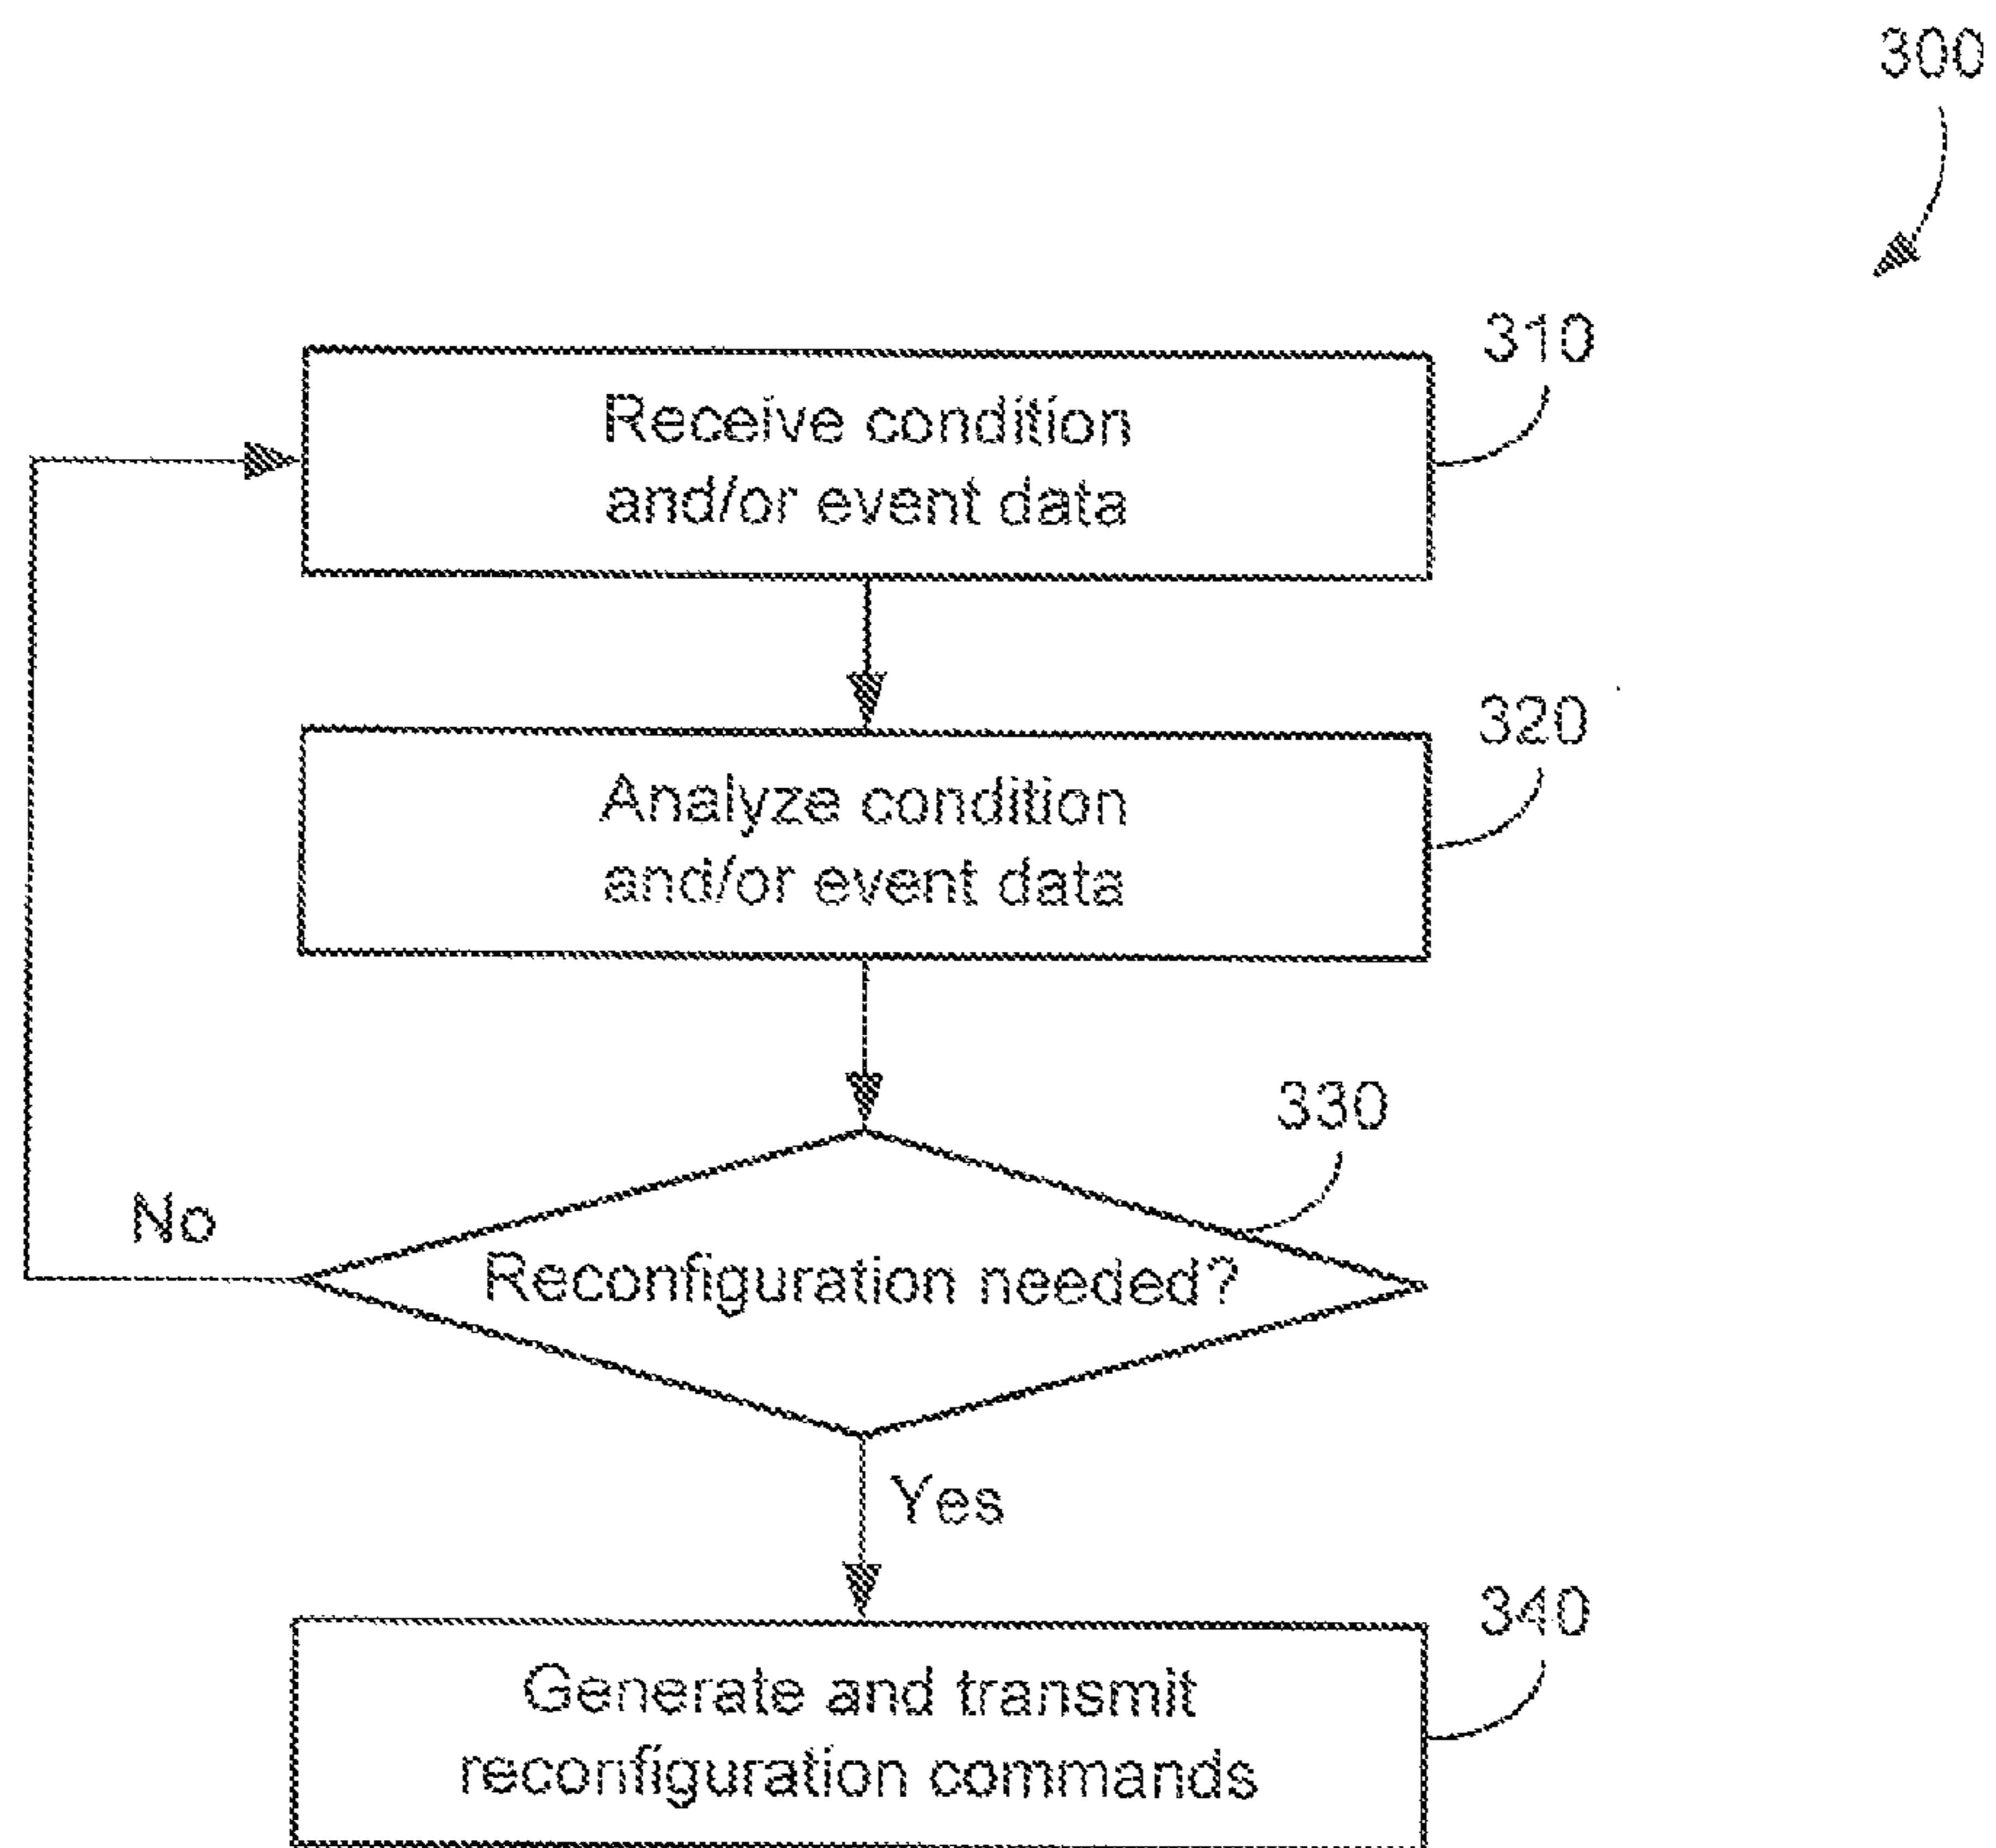 300
310
Receive condition
and/or event data
320
Analyze condition
and/or event data
330
No
Reconfiguration needed?
Yes
340
Generate and transmit
reconfiguration commands